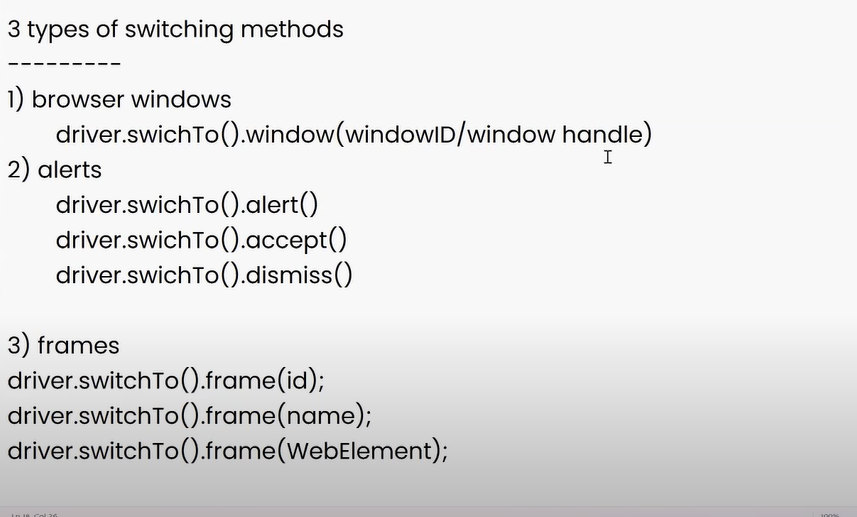 3 types of switching methods
---------
1) browser windows
driver.swichTo().window(windowID/window handle)
2) alerts
driver.swichTo().alert()
driver.swichTo().accept()
driver.swichTo().dismiss()
3) frames
driver.switchTo().frame(id);
driver.switchTo().frame(name);
driver.switchTo().frame(WebElement);